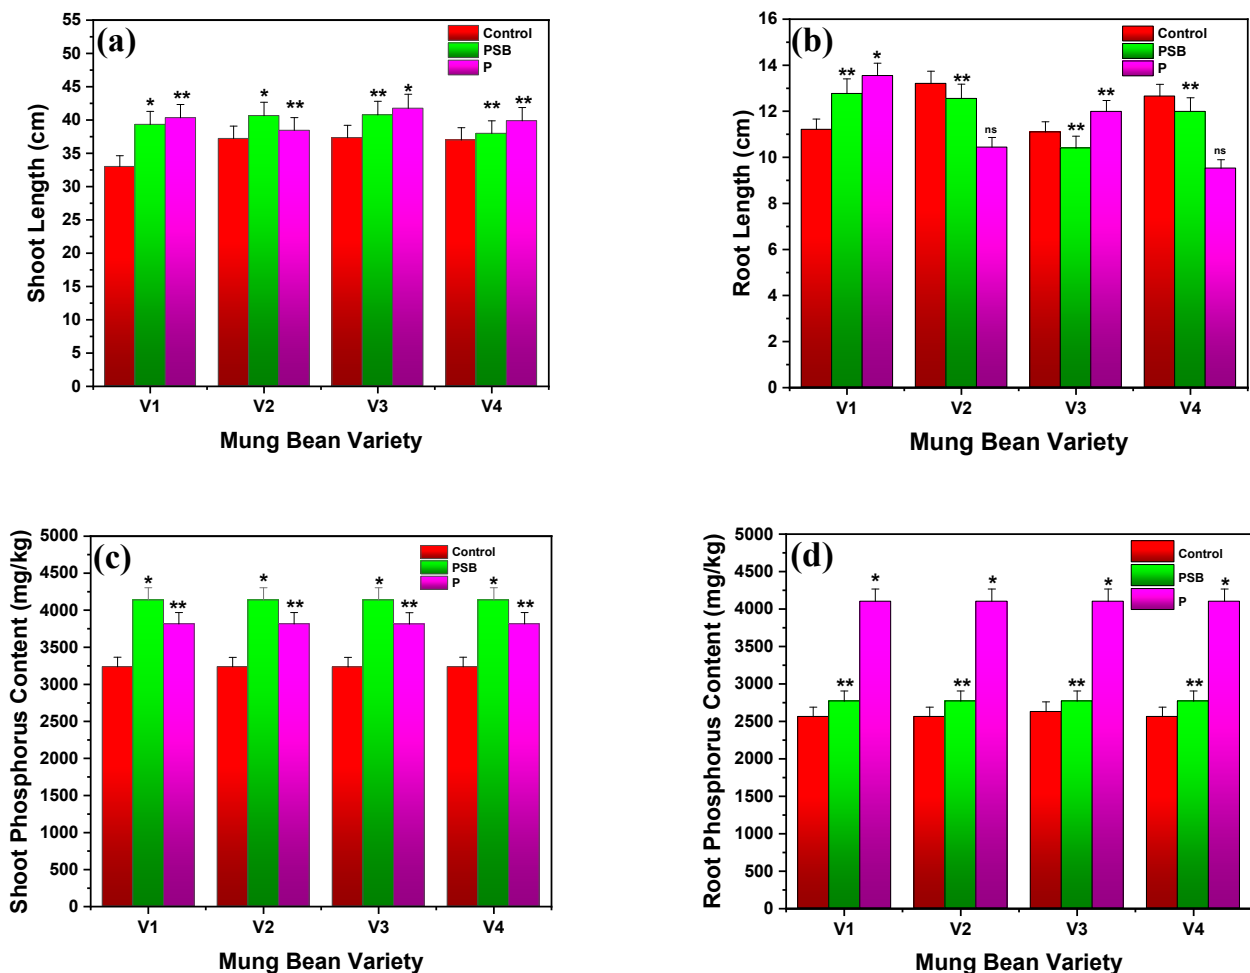 (a)
Control
PSB
P
55
50
45
40
35
30
25
20
15
10
5
0
Shoot Length (cm)
* ** * ** ** * ** **
V1 V2 V3 V4
Mung Bean Variety
(b)
Control
PSB
P
16
14
12
10
8
6
4
2
0
Root Length (cm)
** * ** ns ** ** ** ns
V1 V2 V3 V4
Mung Bean Variety
(c)
Control
PSB
P
5000
4500
4000
3500
3000
2500
2000
1500
1000
500
0
Shoot Phosphorus Content (mg/kg)
* ** * ** * ** * **
V1 V2 V3 V4
Mung Bean Variety
(d)
Control
PSB
P
5000
4500
4000
3500
3000
2500
2000
1500
1000
500
0
Root Phosphorus Content (mg/kg)
** * ** * ** * ** *
V1 V2 V3 V4
Mung Bean Variety